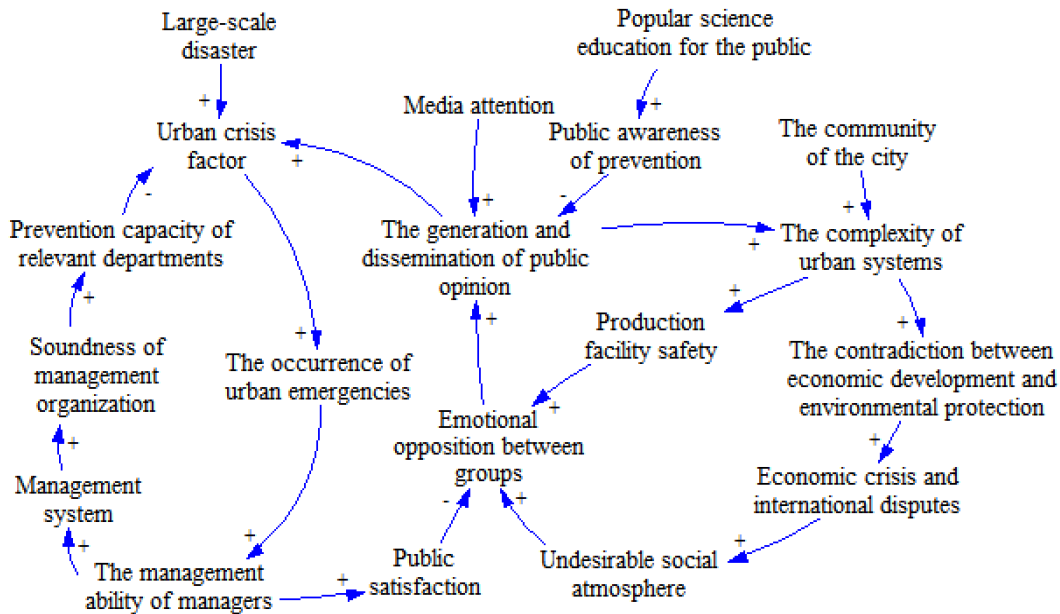 Large-scale
disaster
Popular science
education for the public
+
Media attention
+
Urban crisis
factor
+
Public awareness
of prevention
The community
of the city
-
-
+
+
Prevention capacity of
relevant departments
The generation and
dissemination of public
opinion
+
The complexity of
urban systems
+
+
+
+
Soundness of
management
organization
+
The occurrence of
urban emergencies
Production
facility safety
The contradiction between
economic development and
environmental protection
+
Emotional
opposition between
groups
+
+
Management
system
-
+
Economic crisis and
international disputes
+
+
+
+
The management
ability of managers
Public
satisfaction
Undesirable social
atmosphere